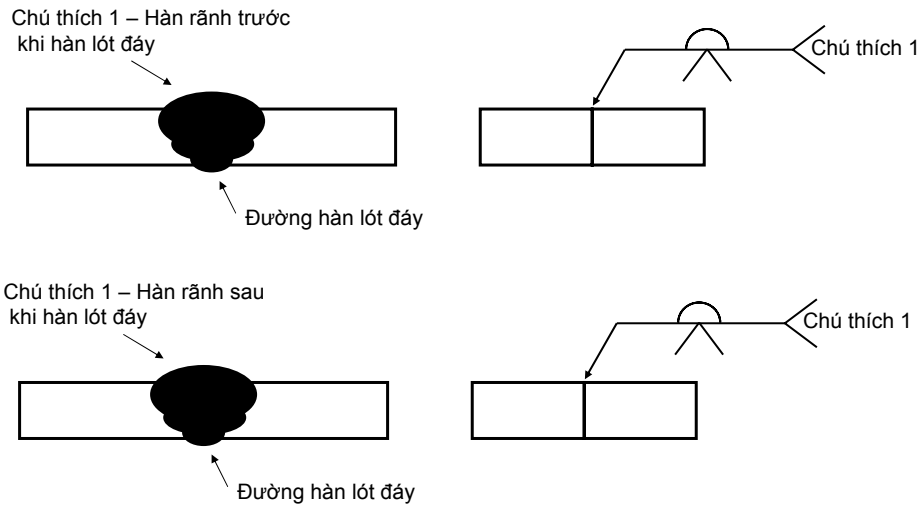 Chú thích 1 – Hàn rãnh trước
khi hàn lót đáy
Chú thích 1
Đường hàn lót đáy
Chú thích 1 – Hàn rãnh sau
khi hàn lót đáy
Chú thích 1
Đường hàn lót đáy